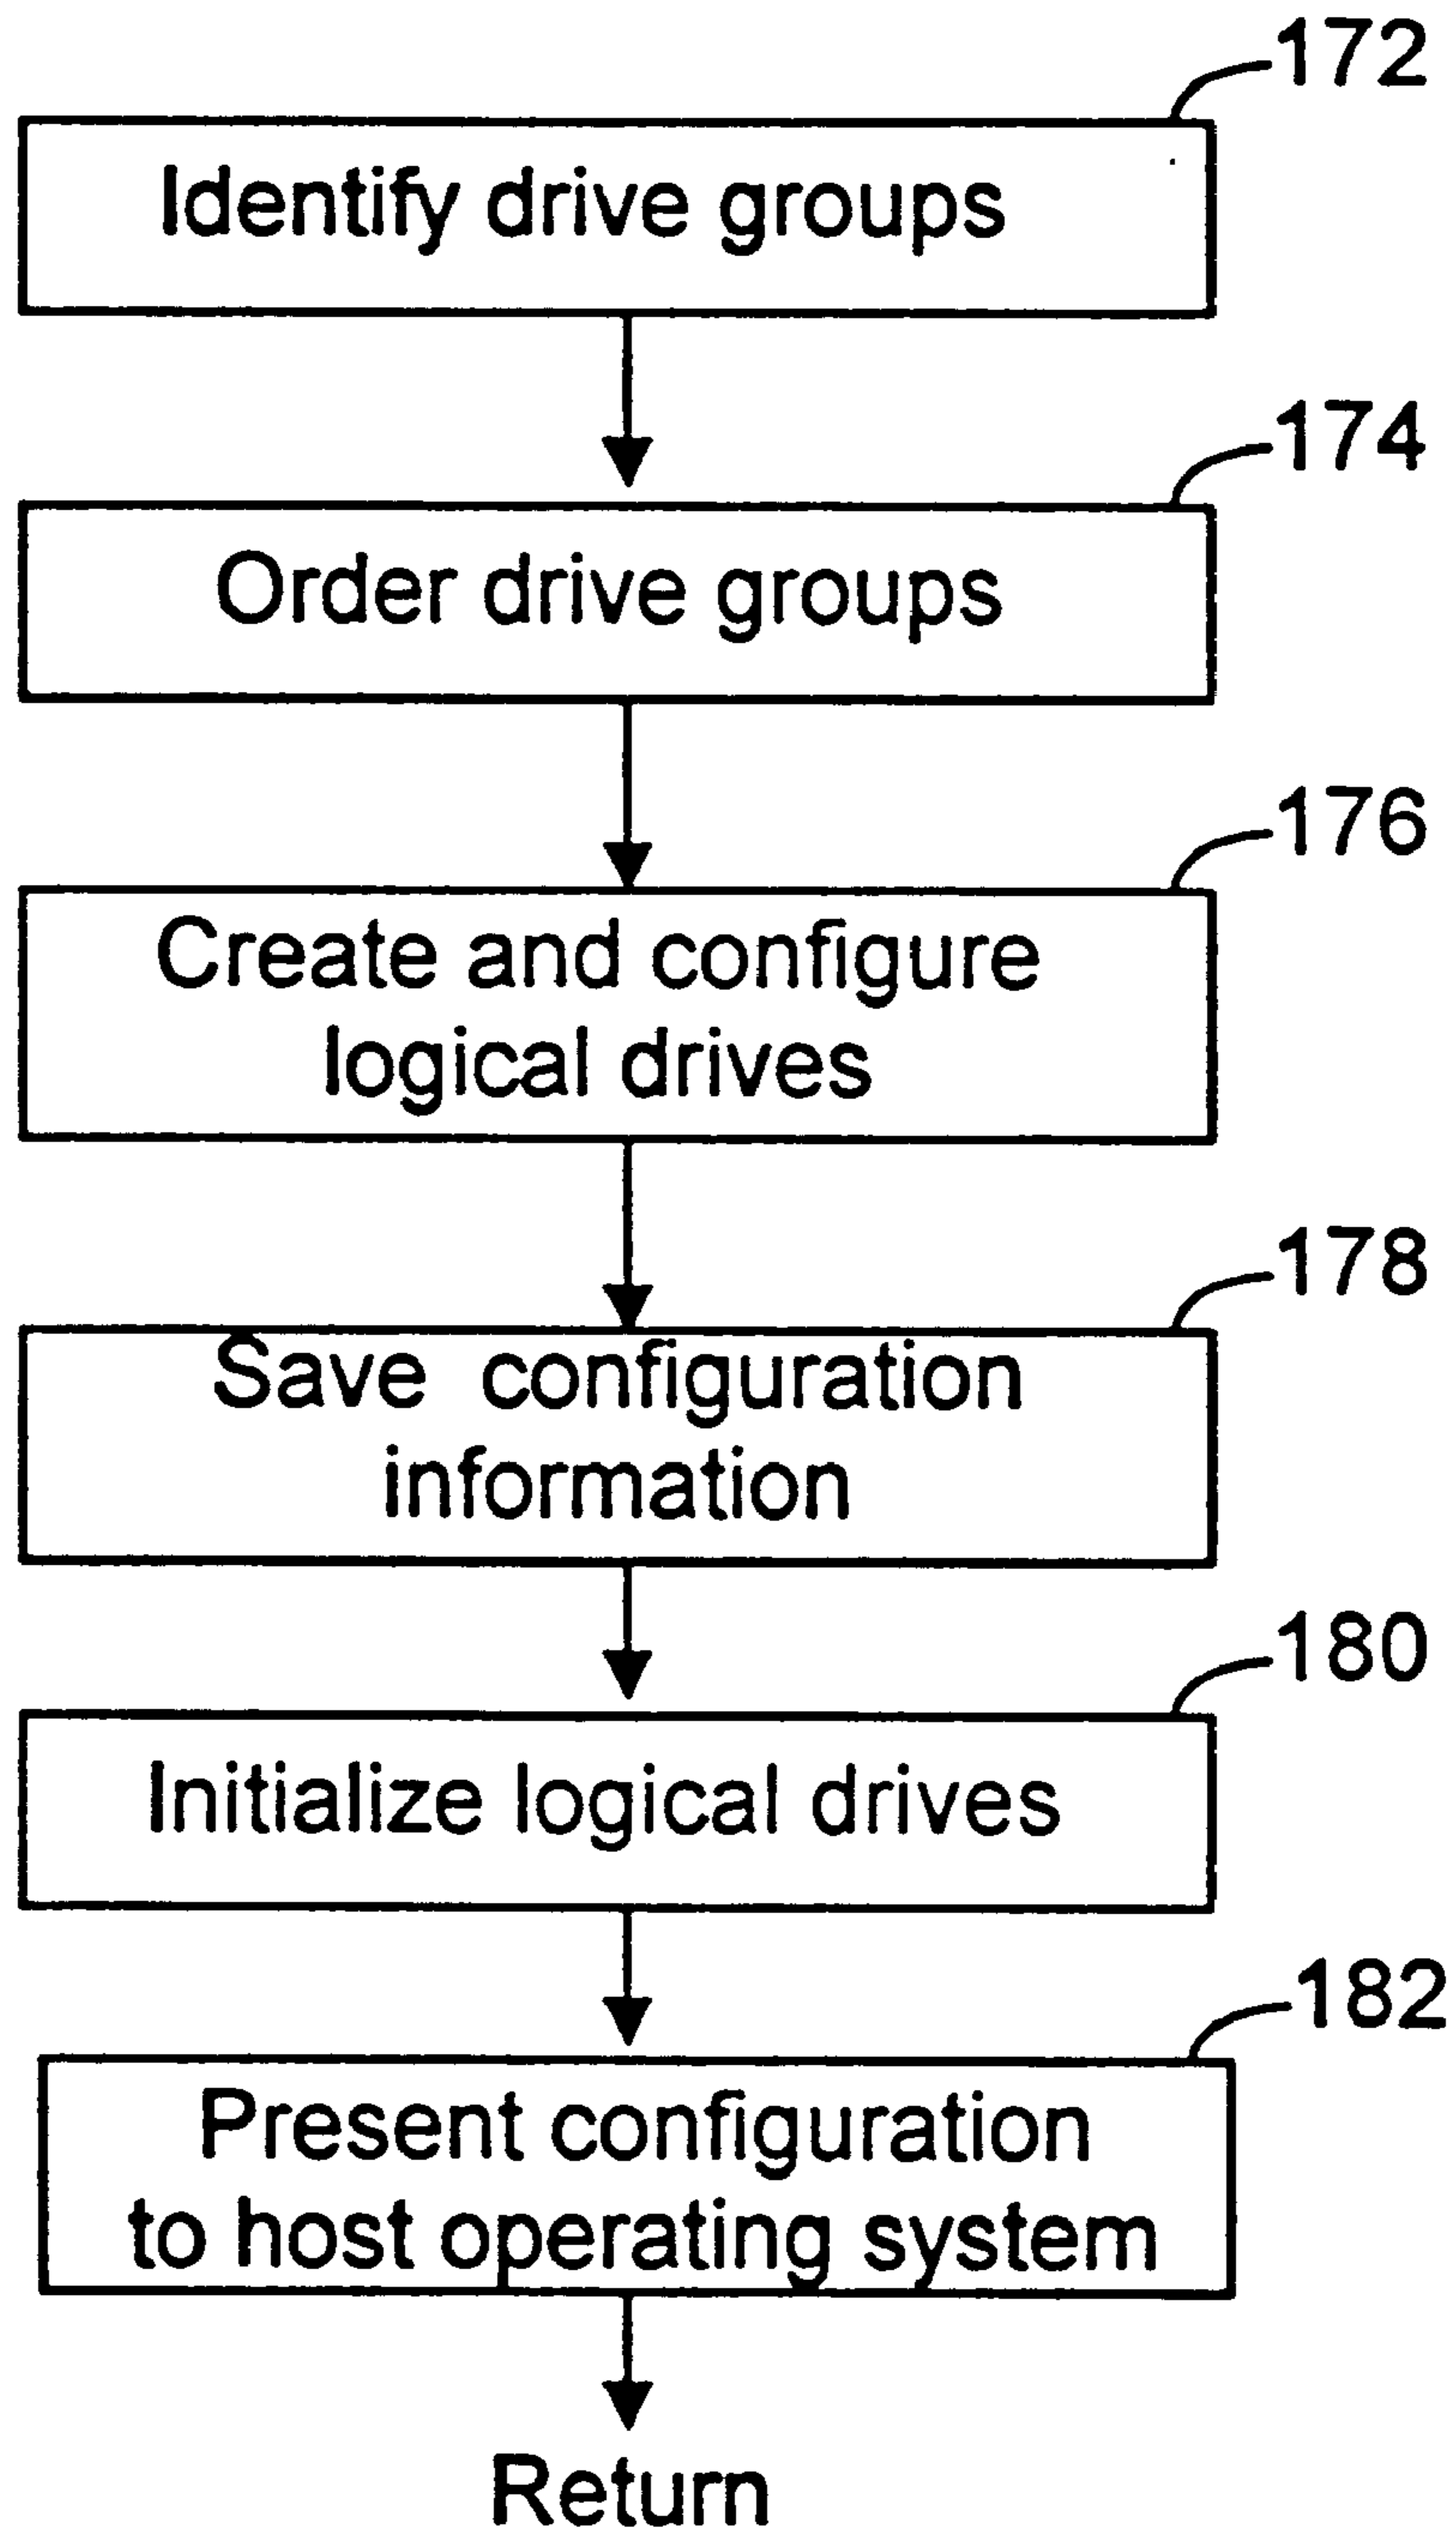 172
Identify drive groups
174
Order drive groups
176
Create and configure
logical drives
178
Save configuration
information
180
Initialize logical drives
182
Present configuration
to host operating system
Return